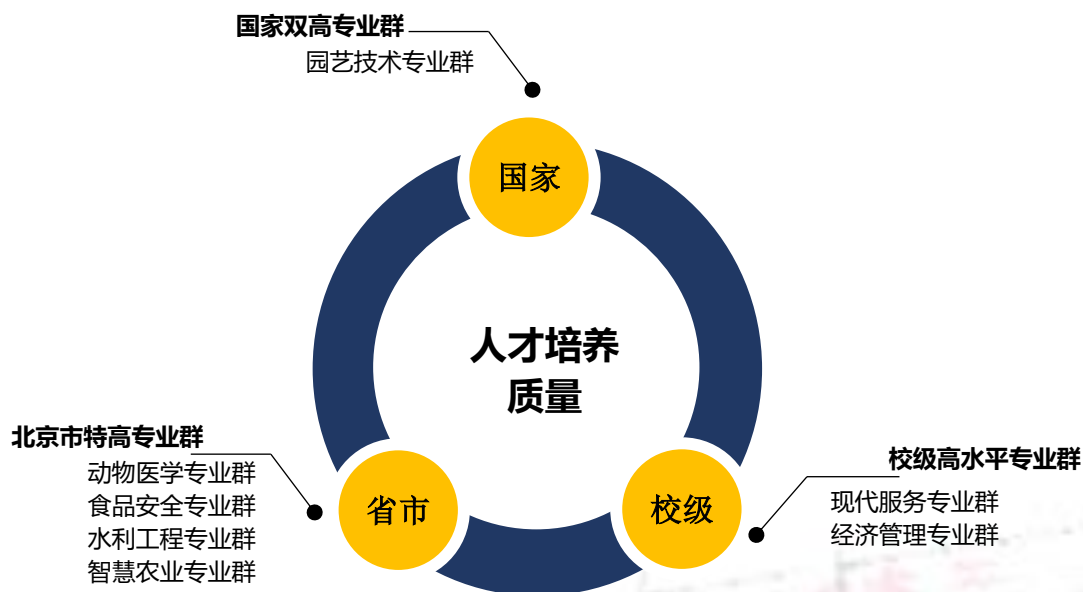 国家双高专业群
园艺技术专业群
国家
人才培养
质量
北京市特高专业群
动物医学专业群
食品安全专业群
水利工程专业群
智慧农业专业群
省市
校级
校级高水平专业群
现代服务专业群
经济管理专业群